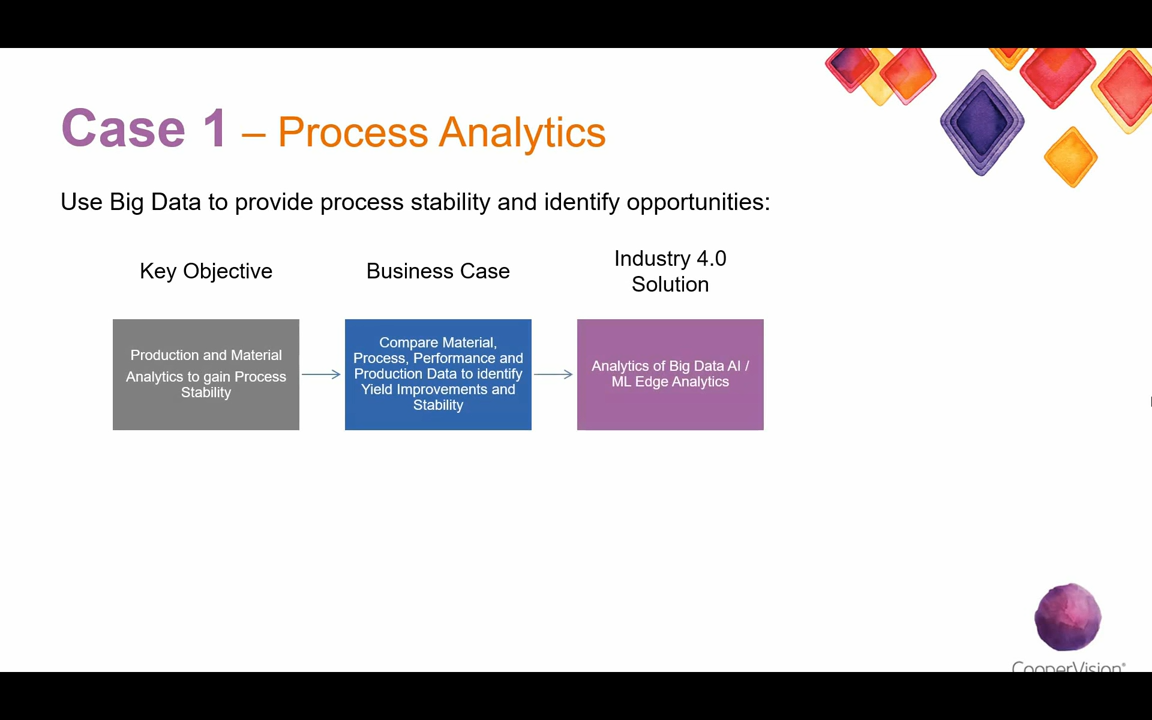 Case 1 – Process Analytics
Use Big Data to provide process stability and identify opportunities:
Key Objective
Business Case
Industry 4.0
Solution
Production and Material
Analytics to gain Process
Stability
Compare Material,
Process, Performance and
Production Data to identify
Yield Improvements and
Stability
Analytics of Big Data AI /
ML Edge Analytics
CooperVision®